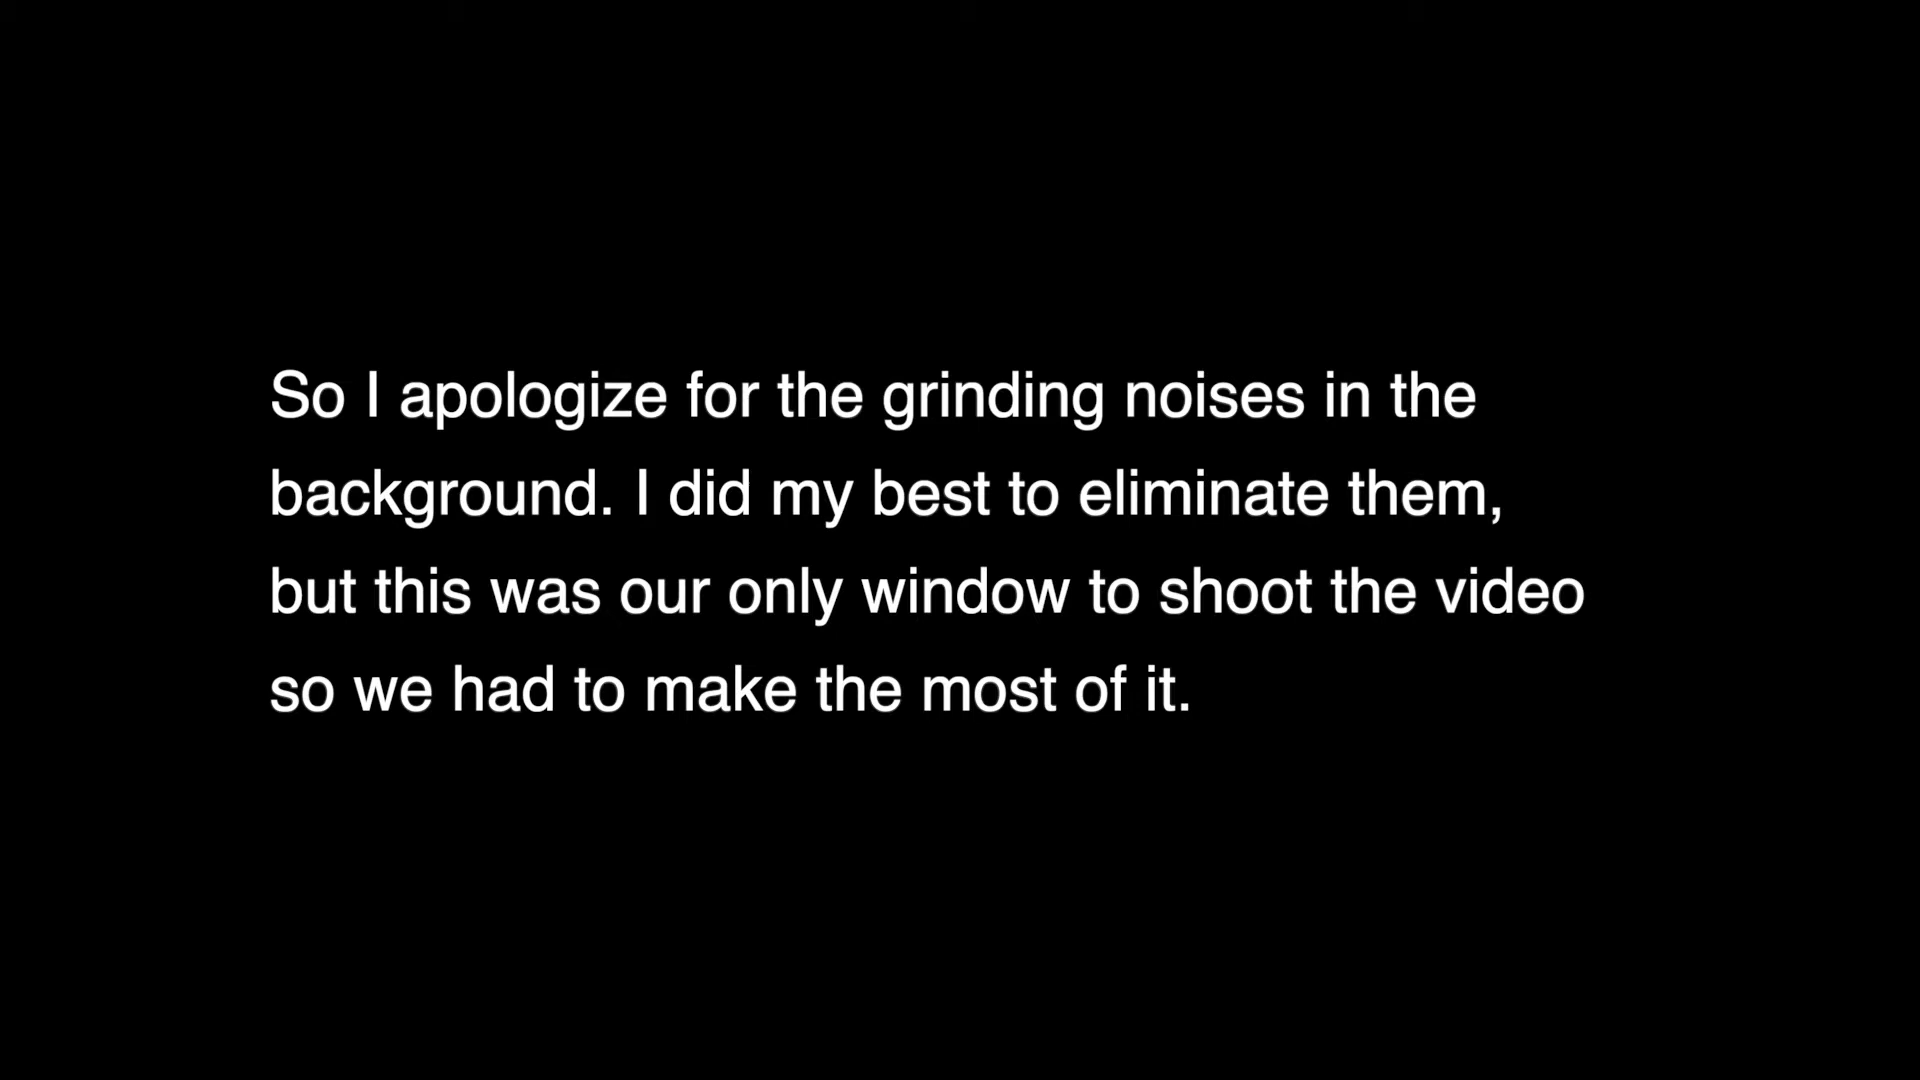 So I apologize for the grinding noises in the
background. I did my best to eliminate them,
but this was our only window to shoot the video
so we had to make the most of it.